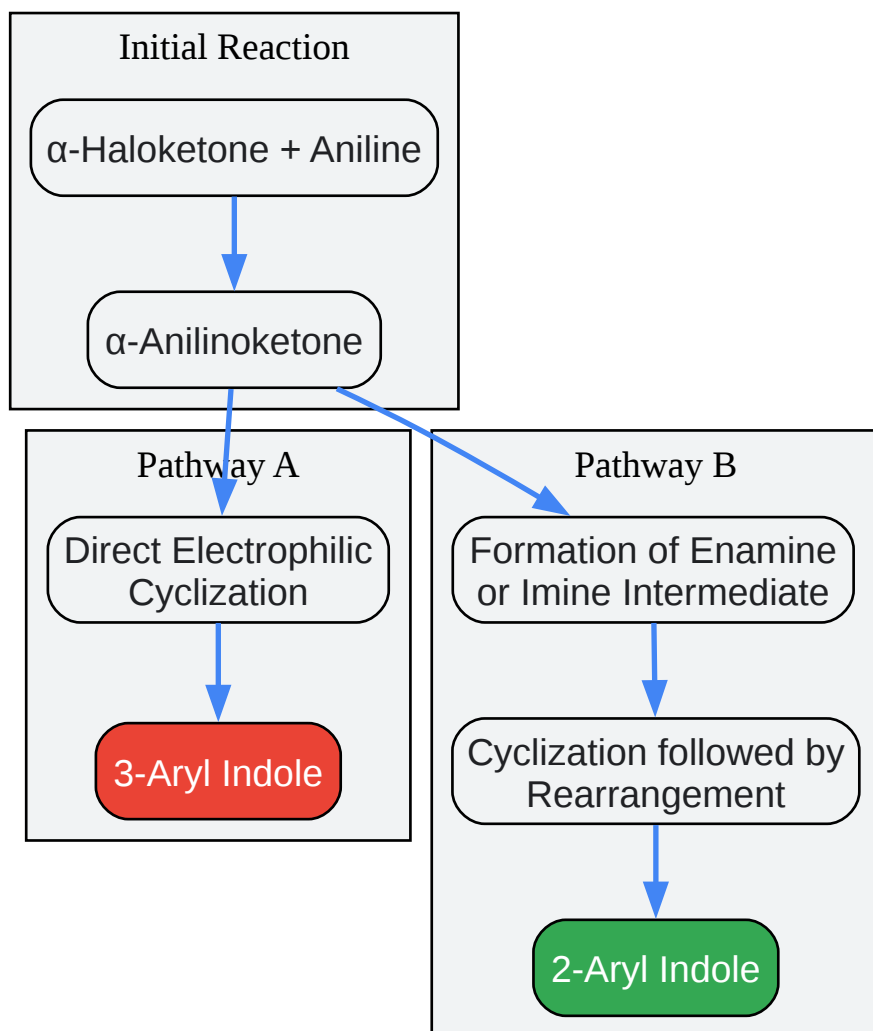 Initial Reaction
α-Haloketone + Aniline
α-Anilinoketone
Pathway A
Direct Electrophilic
Cyclization
3-Aryl Indole
Pathway B
Formation of Enamine
or Imine Intermediate
Cyclization followed by
Rearrangement
2-Aryl Indole